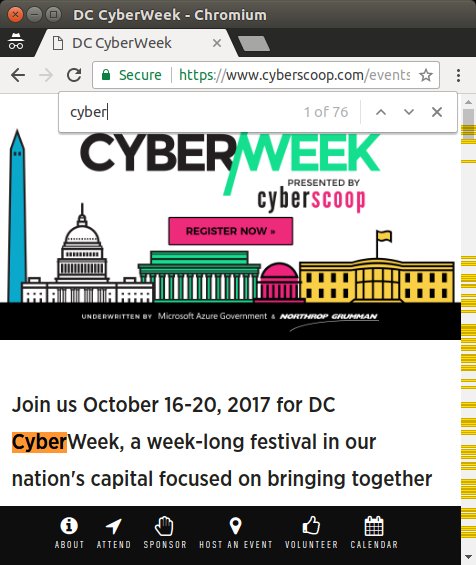 DC CyberWeek - Chromium
DC CyberWeek
Secure https://www.cyberscoop.com/events
cyber 1 of 76
CYBER/WEEK
PRESENTED BY
cyberscoop
REGISTER NOW »
UNDERWRITTEN BY Microsoft Azure Government & NORTHROP GRUMMAN
Join us October 16-20, 2017 for DC
CyberWeek, a week-long festival in our
nation's capital focused on bringing together
ABOUT ATTEND SPONSOR HOST AN EVENT VOLUNTEER CALENDAR